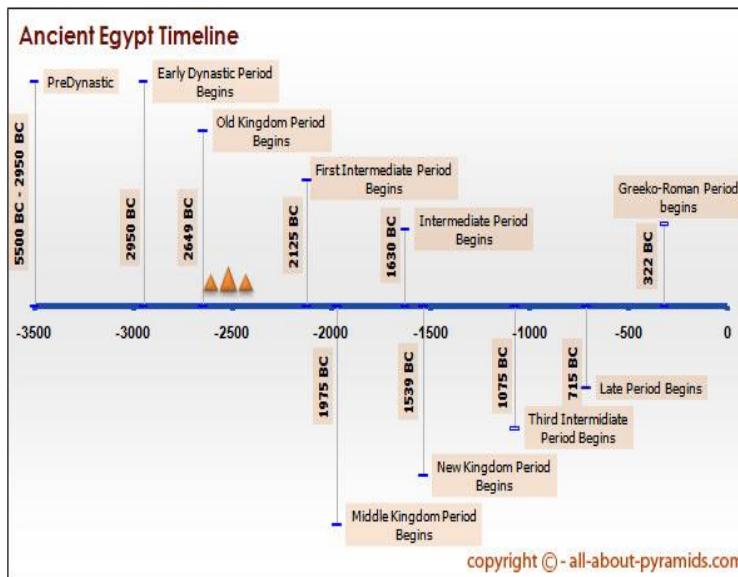 Ancient Egypt Timeline
PreDynastic
Early Dynastic Period
Begins
Old Kingdom Period
Begins
First Intermediate Period
Begins
Intermediate Period
Begins
Greeko-Roman Period
begins
5500 BC - 2950 BC
2950 BC
2649 BC
2125 BC
1630 BC
322 BC
-3500
-3000
-2500
-2000
-1500
-1000
-500
0
1975 BC
1539 BC
1075 BC
715 BC
Late Period Begins
Third Intermidiate
Period Begins
New Kingdom Period
Begins
Middle Kingdom Period
Begins
copyright © - all-about-pyramids.com